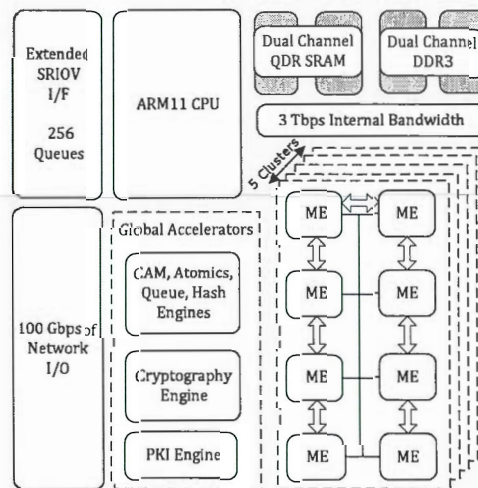 Extended
SRIOV
I/F
256
Queues
ARM11 CPU
Dual Channel
QDR SRAM
Dual Channel
DDR3
3 Tbps Internal Bandwidth
5 Clusters
100 Gbps of
Network
I/O
Global Accelerators
CAM, Atomics,
Queue, Hash
Engines
Cryptography
Engine
PKI Engine
ME
ME
ME
ME
ME
ME
ME
ME